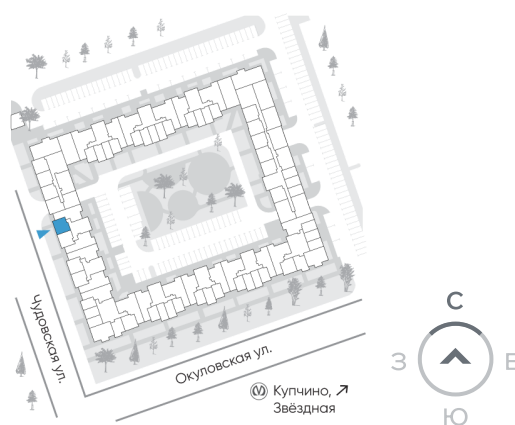 Чудовская ул.
Окуловская ул.
Купчино,
Звёздная
С
З
Ю